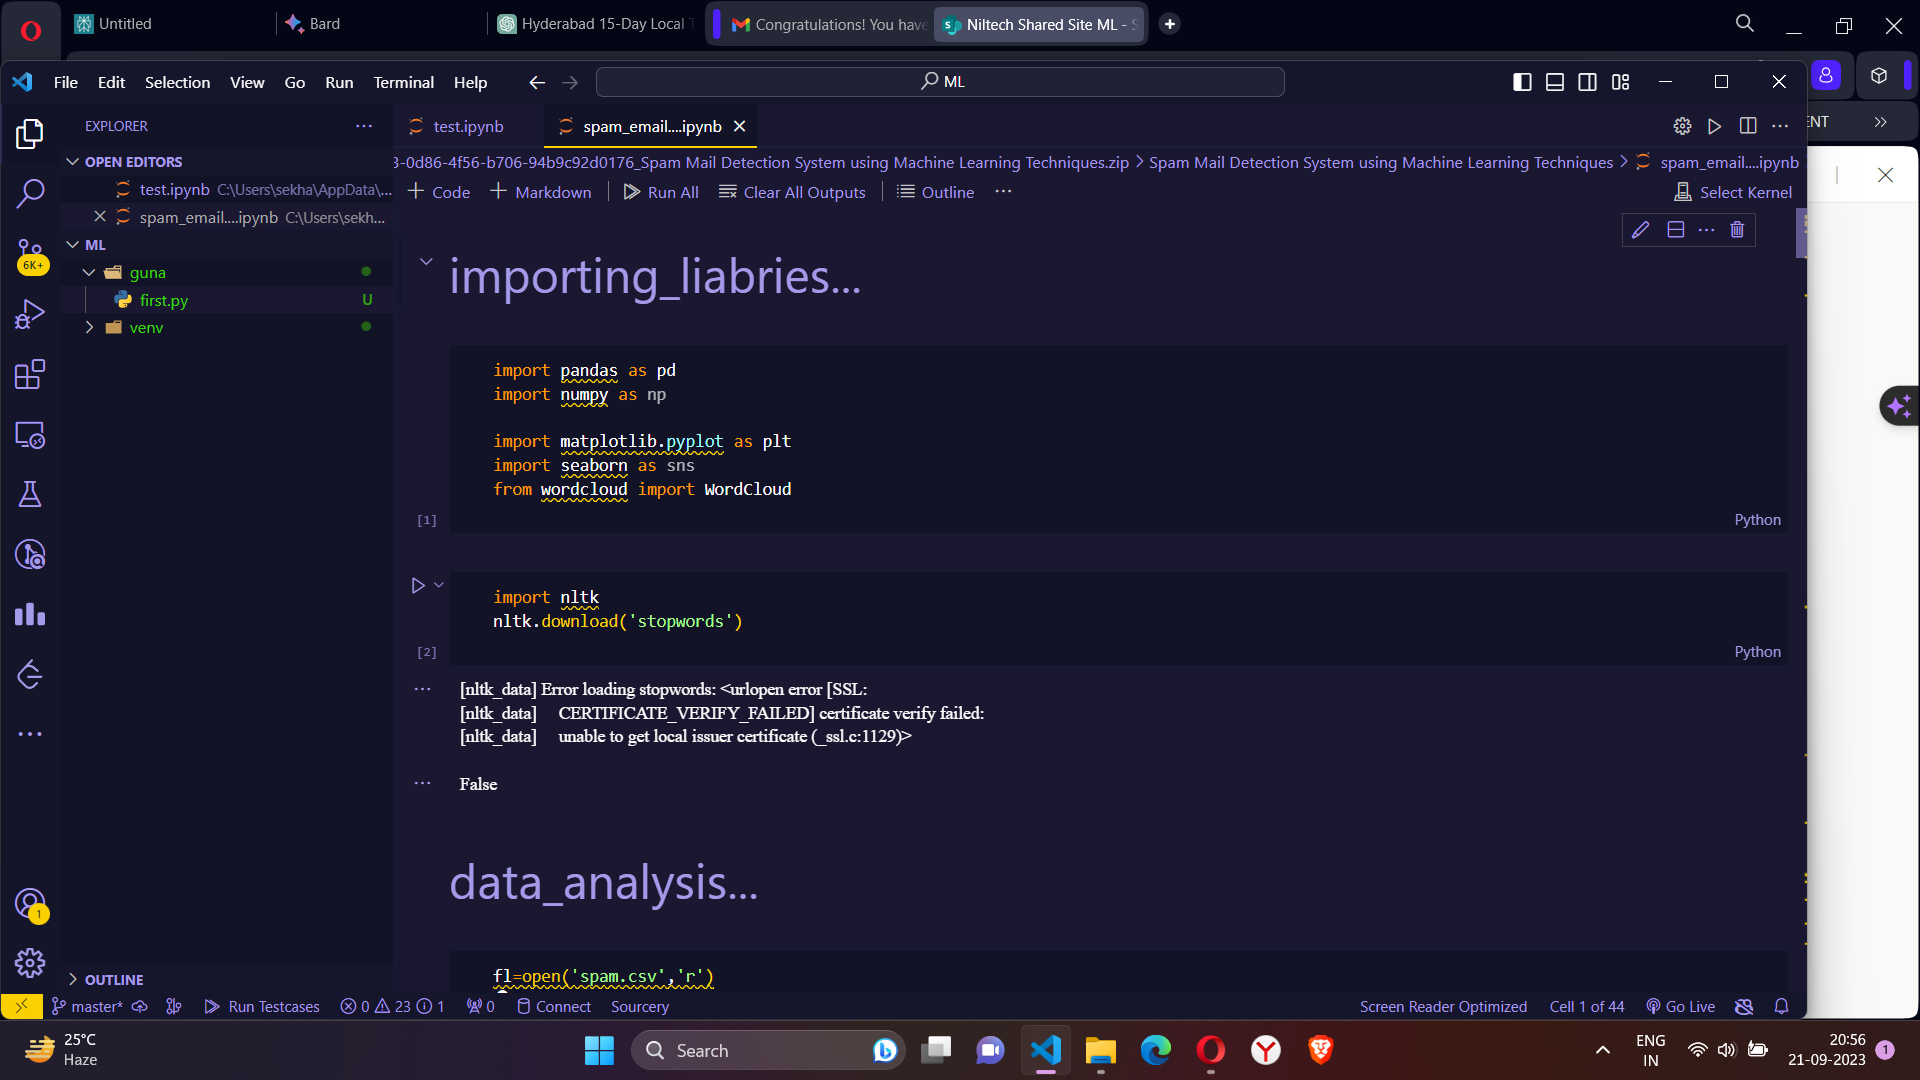 Untitled
Bard
Hyderabad 15-Day Local
Congratulations! You have
Niltech Shared Site ML -
File Edit Selection View Go Run Terminal Help
ML
ENT
EXPLORER
test.ipynb
spam_email....ipynb
OPEN EDITORS
test.ipynb C:\Users\sekha\AppData\...
spam_email....ipynb C:\Users\sekh...
ML
guna
first.py U
venv
6K+
1
OUTLINE
3-0d86-4f56-b706-94b9c92d0176_Spam Mail Detection System using Machine Learning Techniques.zip > Spam Mail Detection System using Machine Learning Techniques > spam_email....ipynb
+ Code + Markdown Run All Clear All Outputs Outline ...
Select Kernel
importing_liabries...
import pandas as pd
import numpy as np
import matplotlib.pyplot as plt
import seaborn as sns
from wordcloud import WordCloud
[1]
Python
import nltk
nltk.download('stopwords')
[2]
Python
[nltk_data] Error loading stopwords: <urlopen error [SSL:
[nltk_data] CERTIFICATE_VERIFY_FAILED] certificate verify failed:
[nltk_data] unable to get local issuer certificate (_ssl.c:1129)>
False
data_analysis...
fl=open('spam.csv','r')
master* Run Testcases 0 23 1 0 Connect Sourcery
Screen Reader Optimized Cell 1 of 44 Go Live
25°C
Haze
Search
ENG
IN
20:56
21-09-2023
1